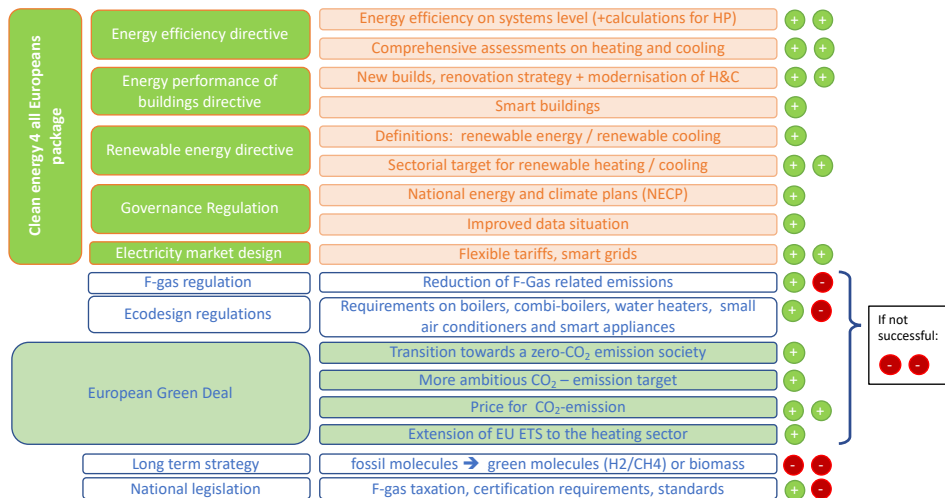 Clean energy 4 all Europeans
package
Energy efficiency directive
Energy efficiency on systems level (+calculations for HP)
+ +
Comprehensive assessments on heating and cooling
+ +
Energy performance
of buildings directive
New builds, renovation strategy + modernisation of H&C
+ +
Smart buildings
+
Renewable energy directive
Definitions: renewable energy / renewable cooling
+
Sectorial target for renewable heating / cooling
+ +
Governance Regulation
National energy and climate plans (NECP)
+
Improved data situation
+
Electricity market design
Flexible tariffs, smart grids
+ +
F-gas regulation
Reduction of F-Gas related emissions
+ -
Ecodesign regulations
Requirements on boilers, combi-boilers, water heaters, small
air conditioners and smart appliances
+ -
If not
successful:
- -
European Green Deal
Transition towards a zero-CO₂ emission society
+
More ambitious CO₂ – emission target
+
Price for CO₂-emission
+ +
Extension of EU ETS to the heating sector
+
Long term strategy
fossil molecules ➔ green molecules (H2/CH4) or biomass
- -
National legislation
F-gas taxation, certification requirements, standards
+ -